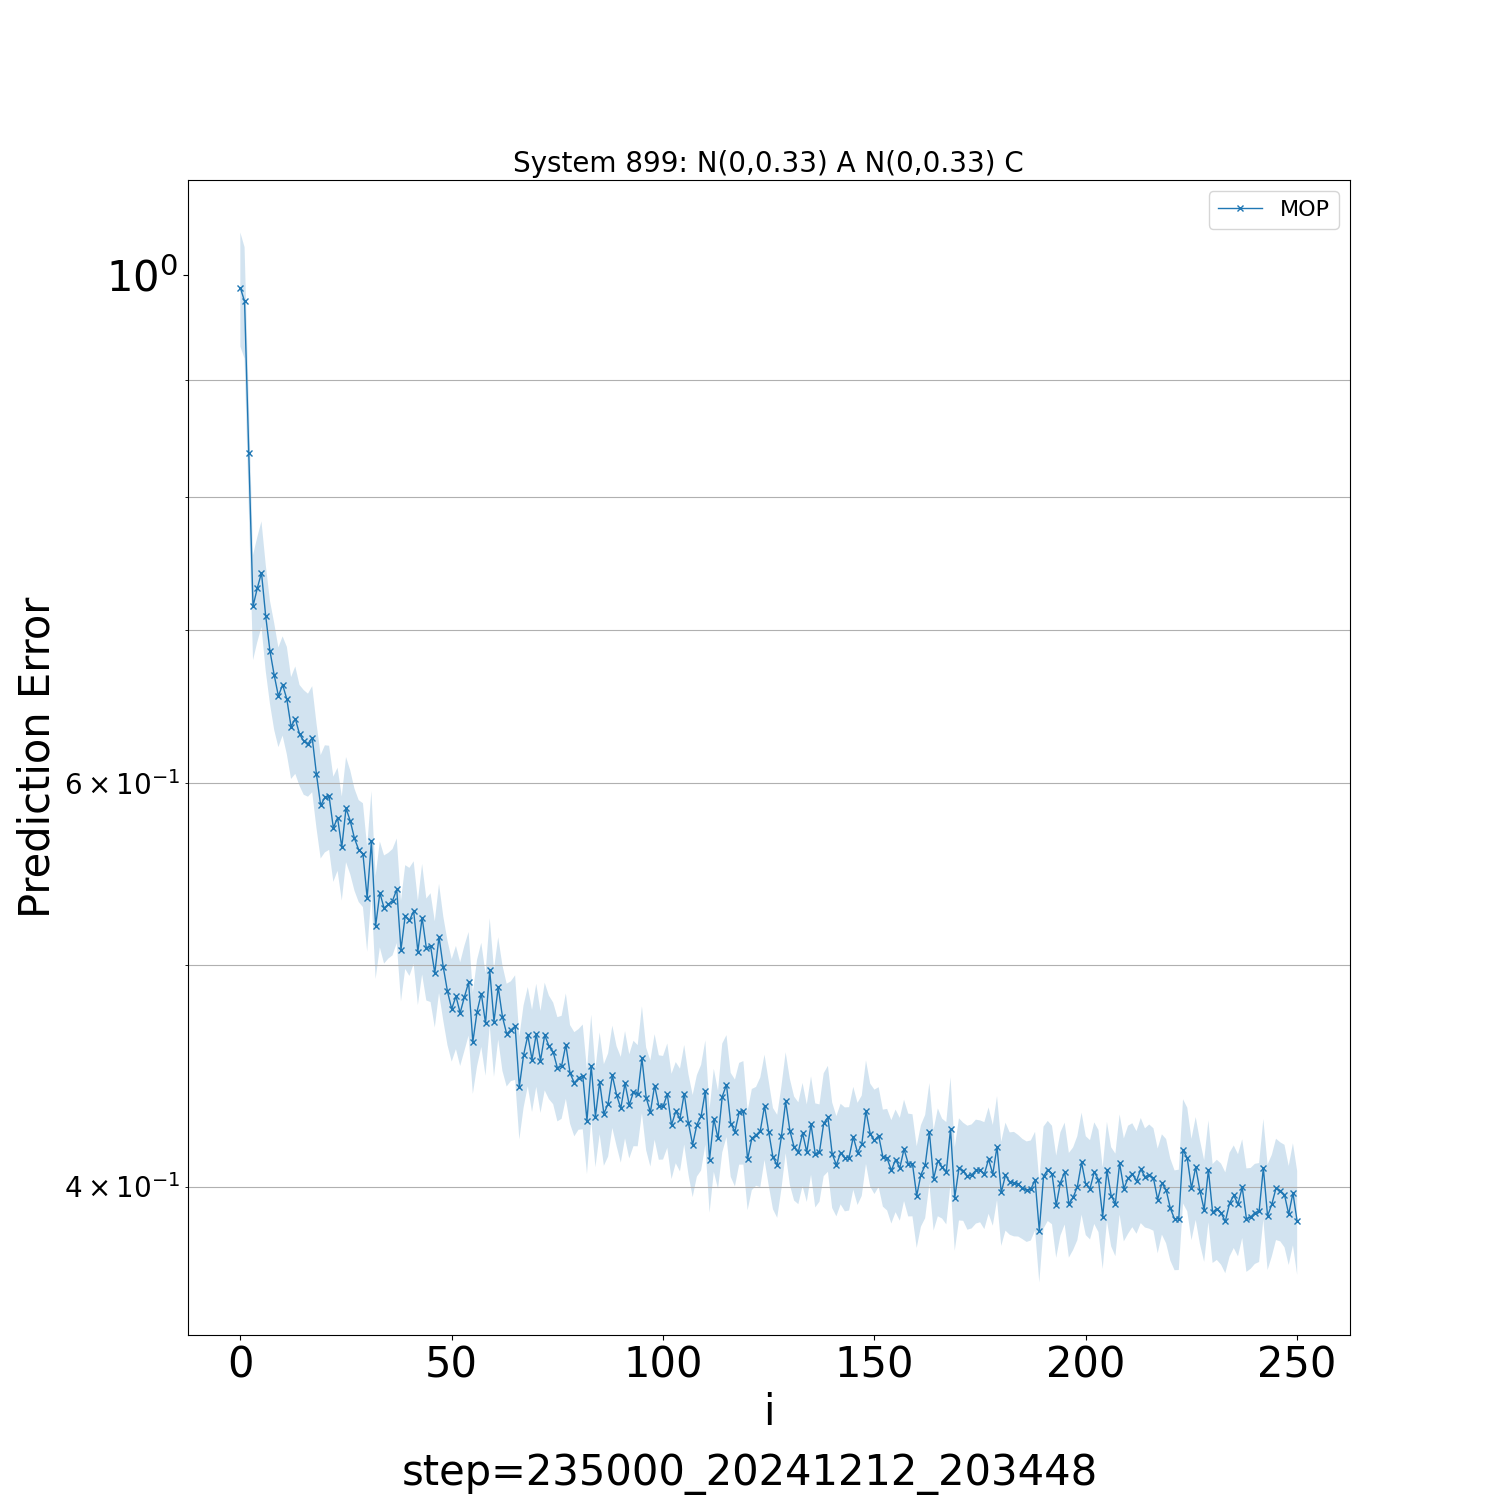 System 899: N(0,0.33) A N(0,0.33) C
MOP
10⁰
6 × 10⁻¹
4 × 10⁻¹
Prediction Error
0 50 100 150 200 250
i
step=235000_20241212_203448